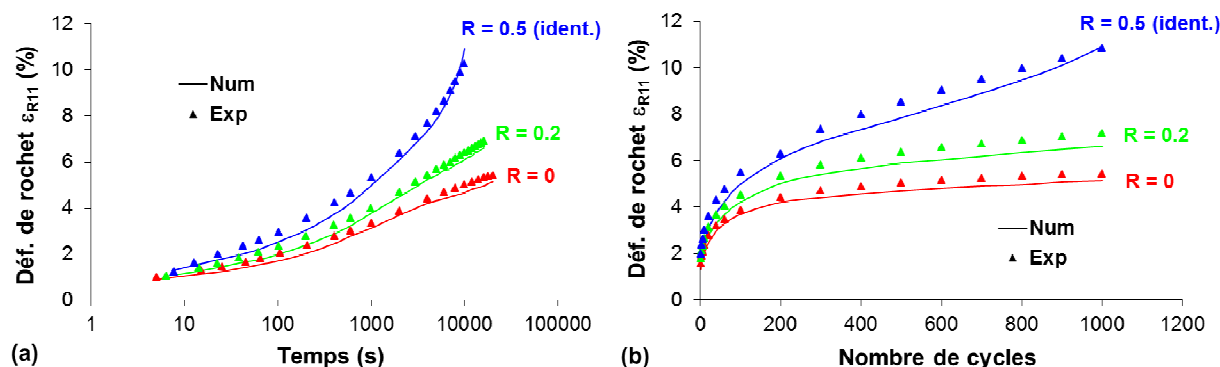 12
10
8
6
4
2
0
Déf. de rochet εR11 (%)
R = 0.5 (ident.)
Num
Exp
R = 0.2
R = 0
1
10
100
1000
10000
100000
Temps (s)
(a)
12
10
8
6
4
2
0
Déf. de rochet εR11 (%)
R = 0.5 (ident.)
R = 0.2
R = 0
Num
Exp
0
200
400
600
800
1000
1200
Nombre de cycles
(b)